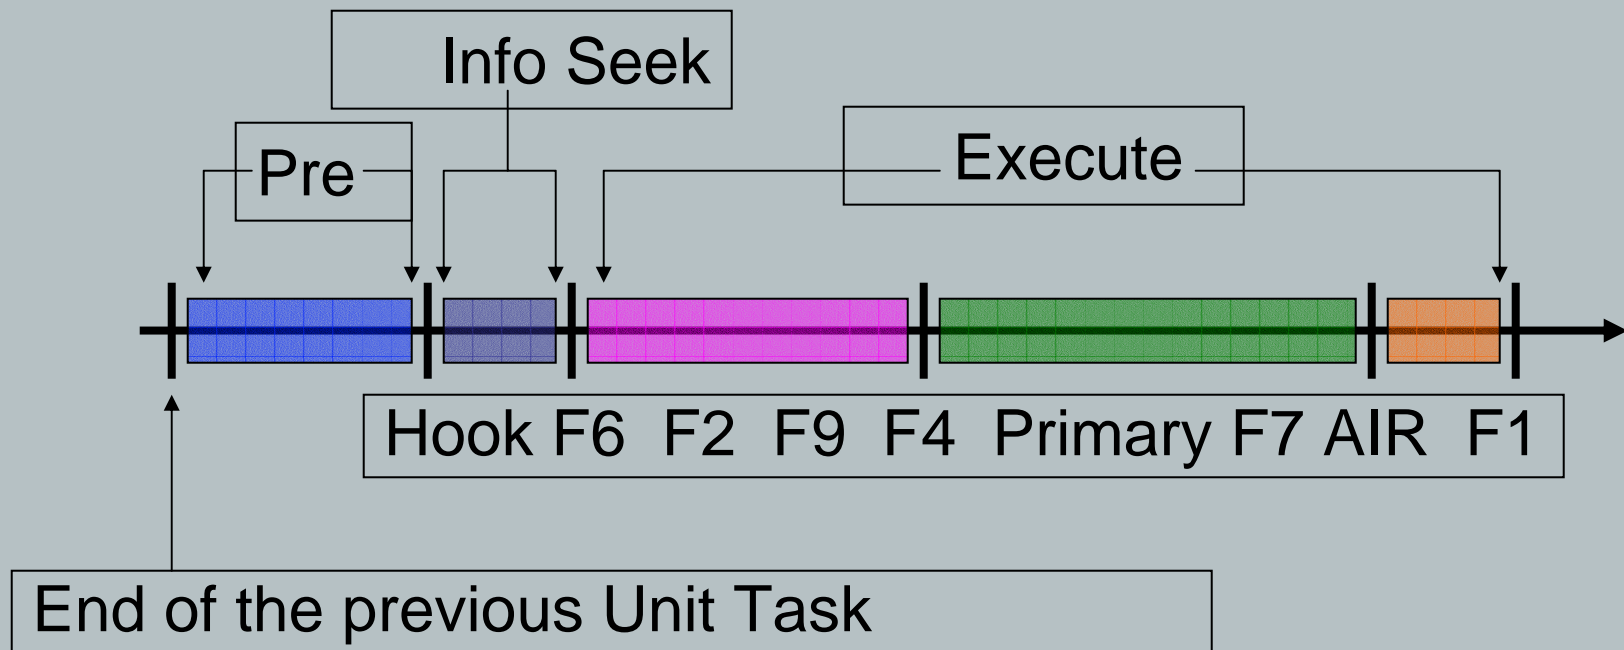 Info Seek
Pre
Execute
Hook F6 F2 F9 F4 Primary F7 AIR F1
End of the previous Unit Task